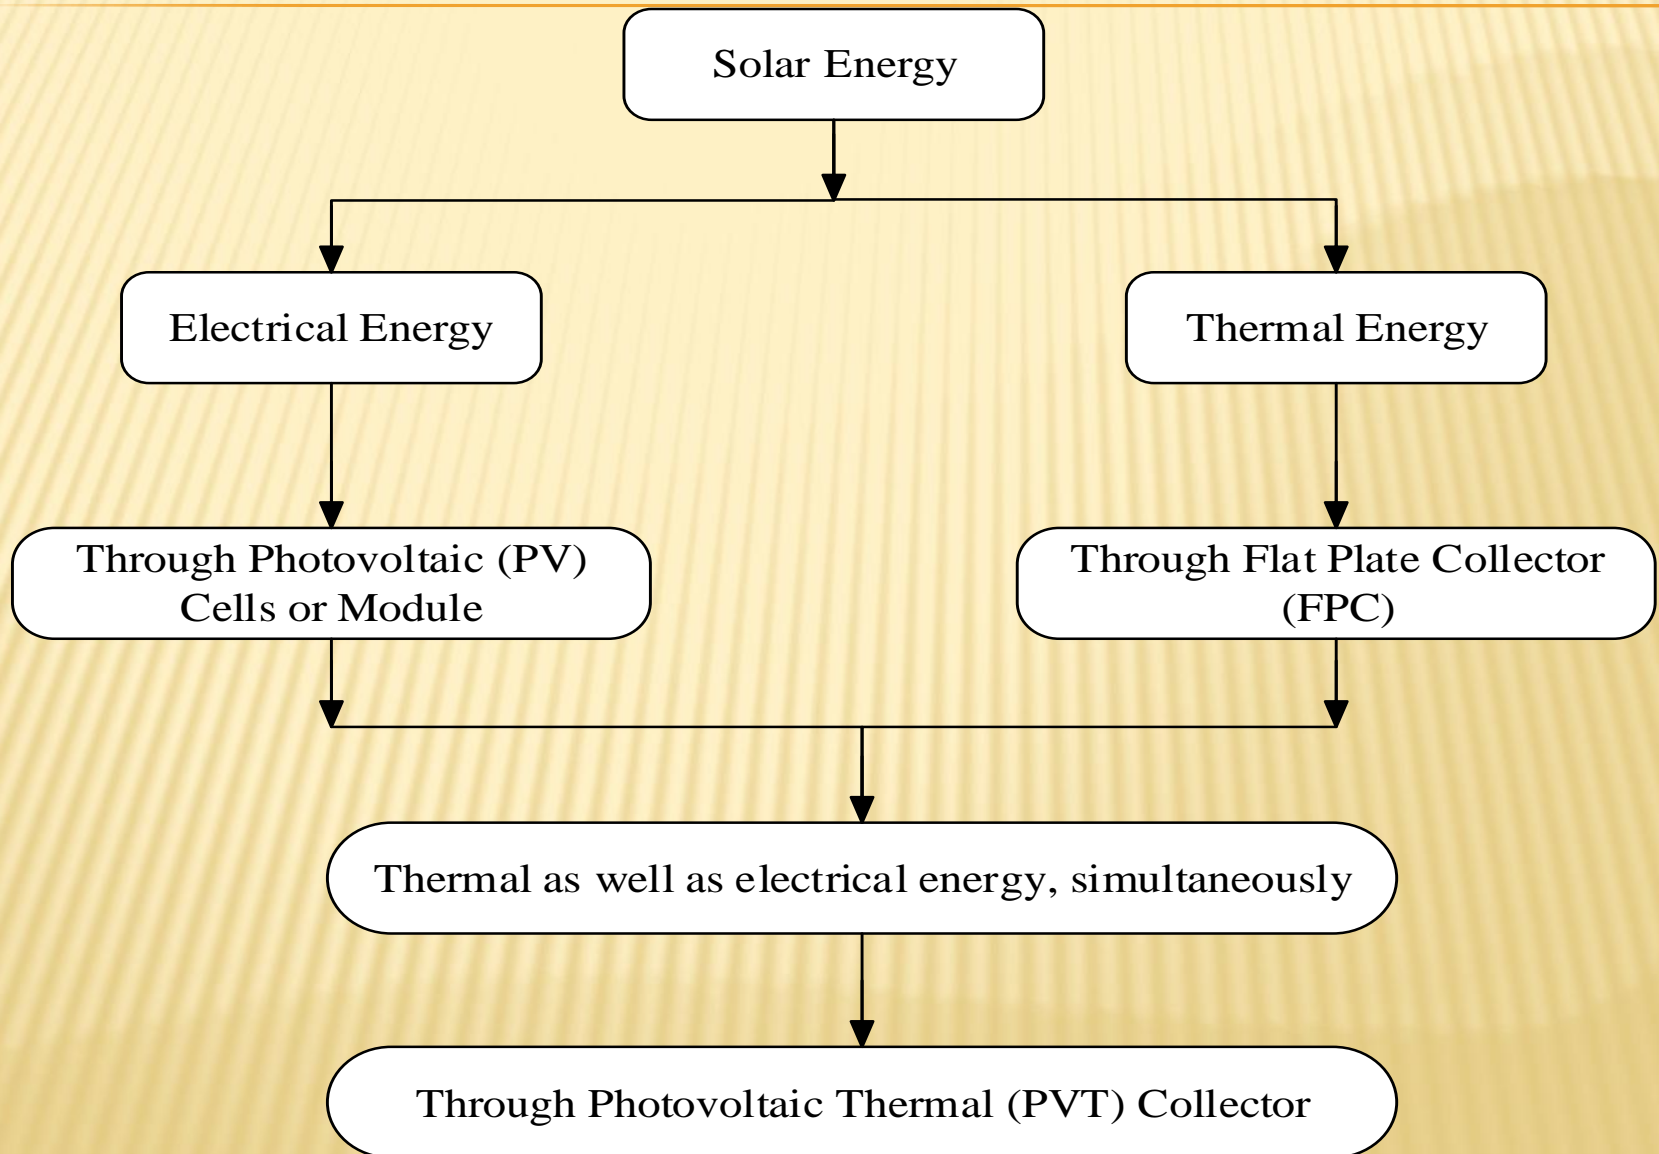 Solar Energy
Electrical Energy
Thermal Energy
Through Photovoltaic (PV)
Cells or Module
Through Flat Plate Collector
(FPC)
Thermal as well as electrical energy, simultaneously
Through Photovoltaic Thermal (PVT) Collector